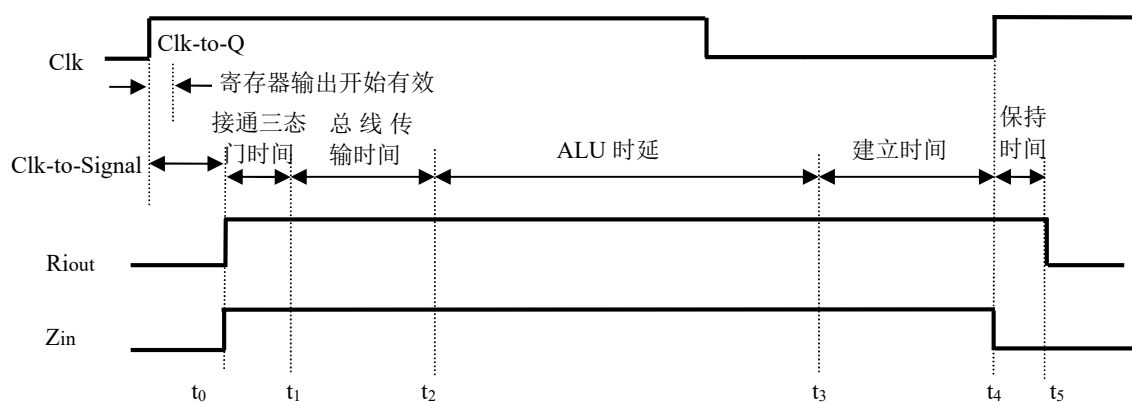 Clk
Clk-to-Q
寄存器输出开始有效
Clk-to-Signal
接通三态
门时间
总 线 传
输时间
ALU 时延
建立时间
保持
时间
Riout
Zin
t0 t1 t2 t3 t4 t5